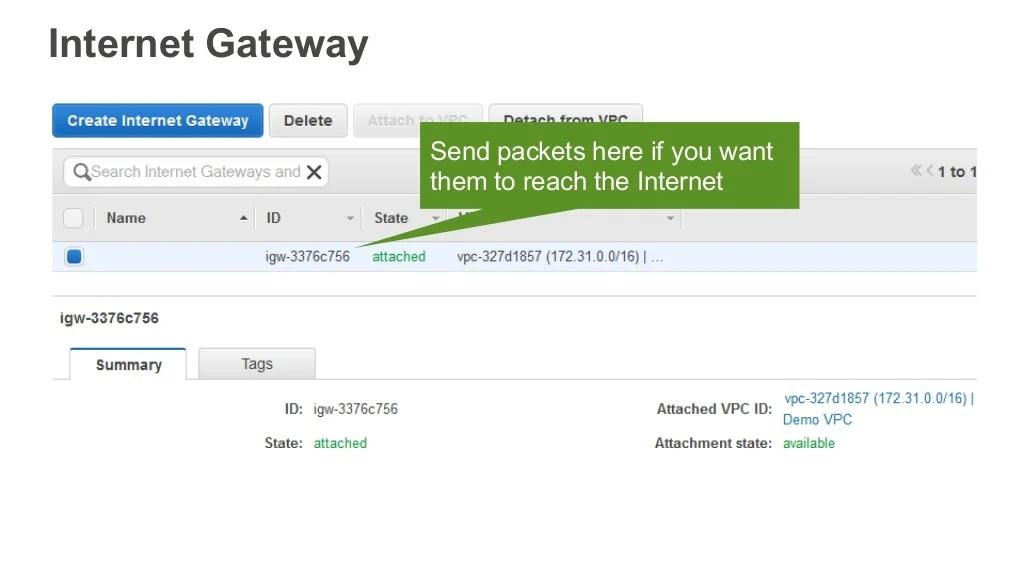 Internet Gateway
Create Internet Gateway Delete Attach to VPC Detach from VPC
Send packets here if you want
them to reach the Internet
Search Internet Gateways and
1 to 1
Name ID State
igw-3376c756 attached vpc-327d1857 (172.31.0.0/16) | ...
igw-3376c756
Summary Tags
ID: igw-3376c756 Attached VPC ID: vpc-327d1857 (172.31.0.0/16) |
Demo VPC
State: attached Attachment state: available